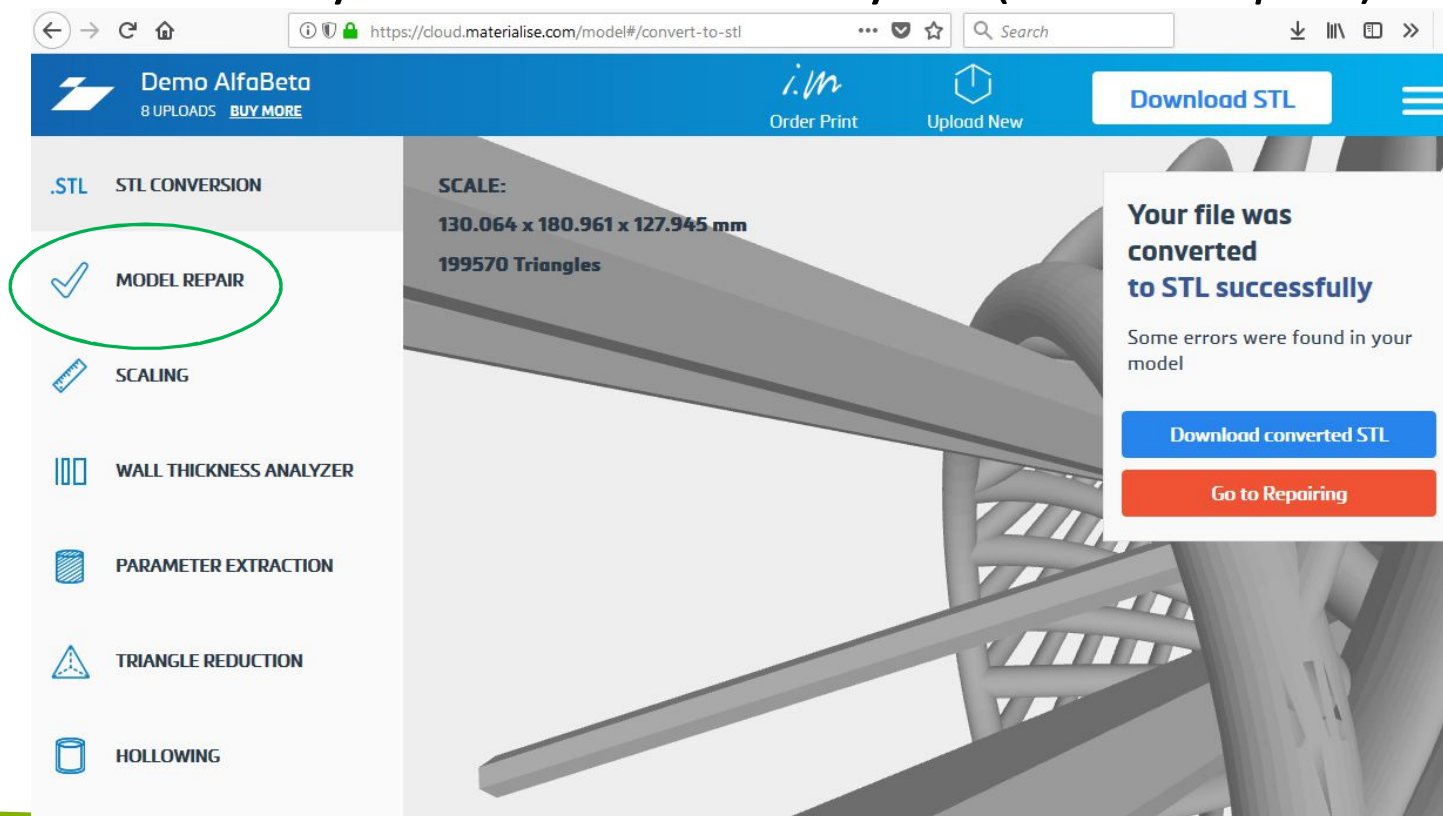 https://cloud.materialise.com/model#/convert-to-stl
Search
Demo AlfaBeta
8 UPLOADS BUY MORE
i.m
Order Print
Upload New
Download STL
.STL STL CONVERSION
MODEL REPAIR
SCALING
WALL THICKNESS ANALYZER
PARAMETER EXTRACTION
TRIANGLE REDUCTION
HOLLOWING
SCALE:
130.064 x 180.961 x 127.945 mm
199570 Triangles
Your file was
converted
to STL successfully
Some errors were found in your
model
Download converted STL
Go to Repairing